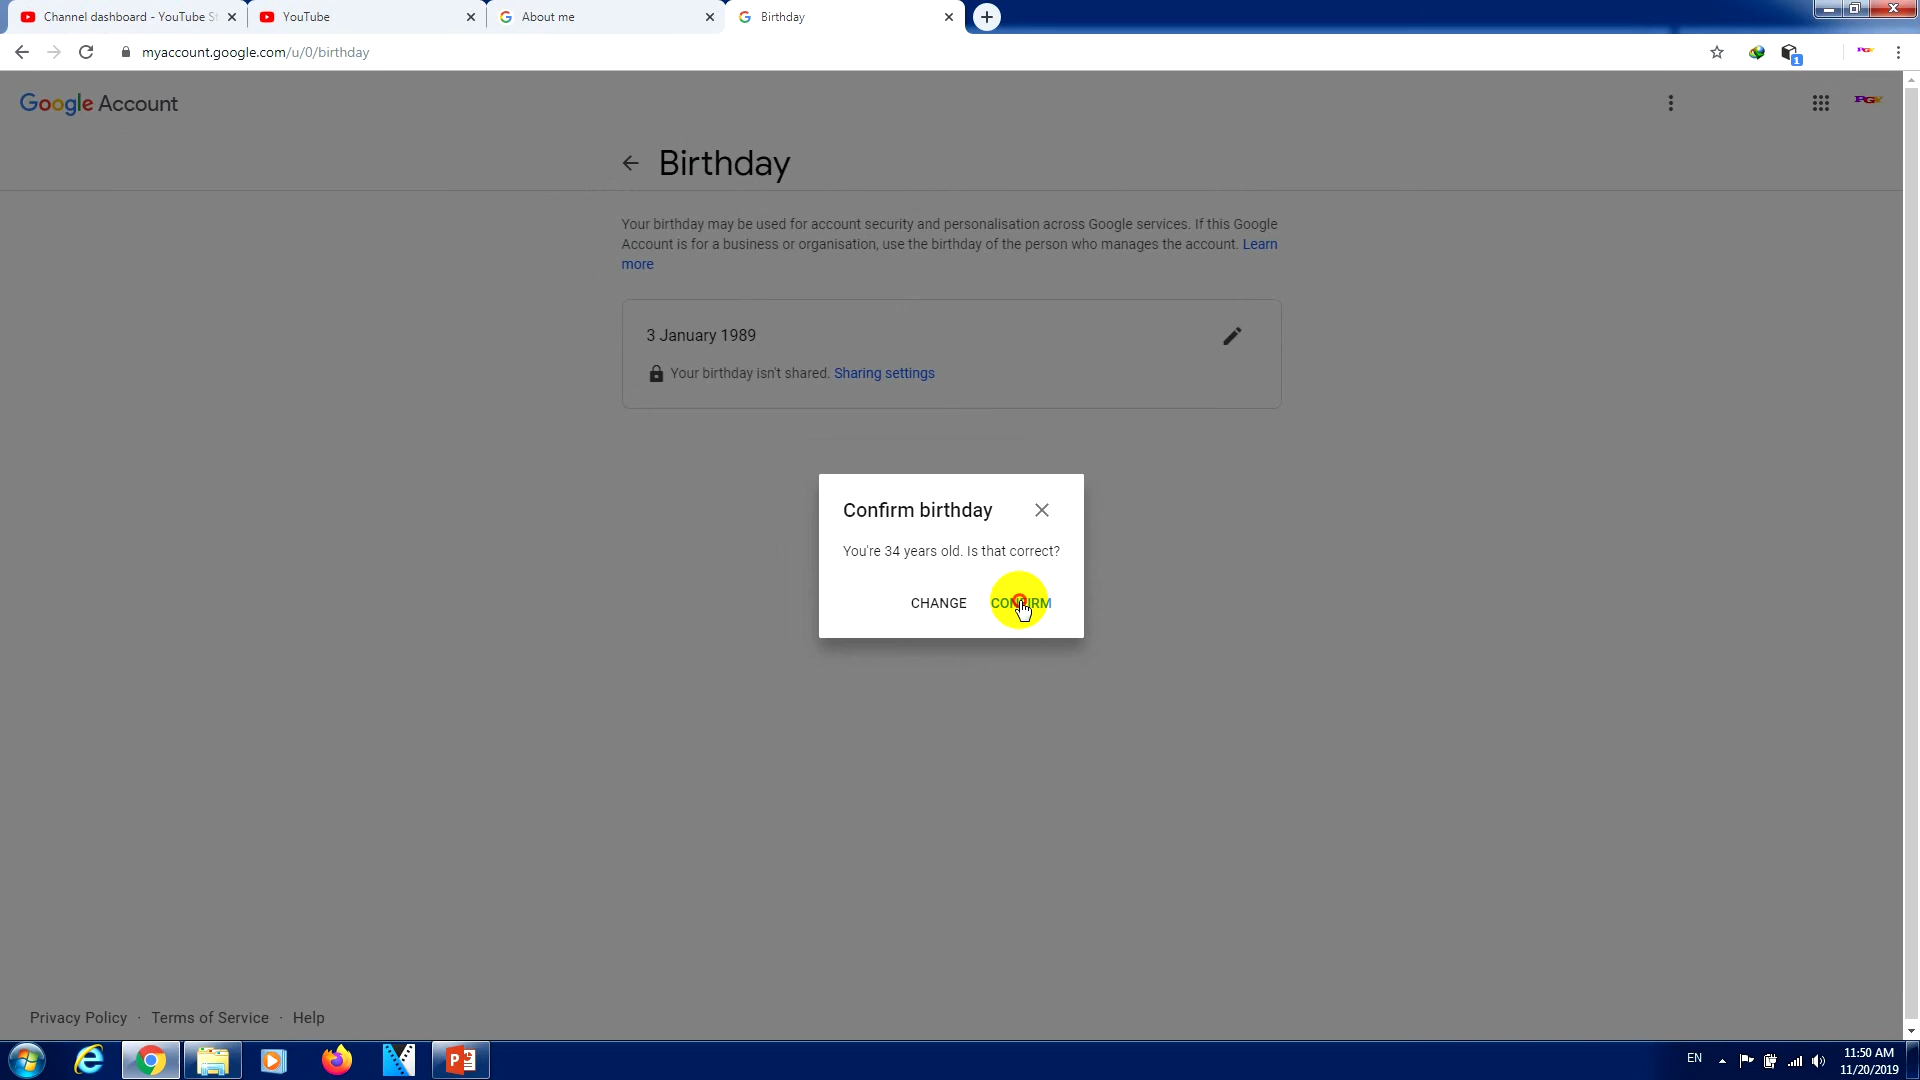 Channel dashboard - YouTube St
YouTube
About me
Birthday
myaccount.google.com/u/0/birthday
1
Google Account
PGY
Birthday
Your birthday may be used for account security and personalisation across Google services. If this Google
Account is for a business or organisation, use the birthday of the person who manages the account. Learn
more
3 January 1989
Your birthday isn't shared. Sharing settings
Confirm birthday
You're 34 years old. Is that correct?
CHANGE
CONFIRM
Privacy Policy · Terms of Service · Help
EN
11:50 AM
11/20/2019